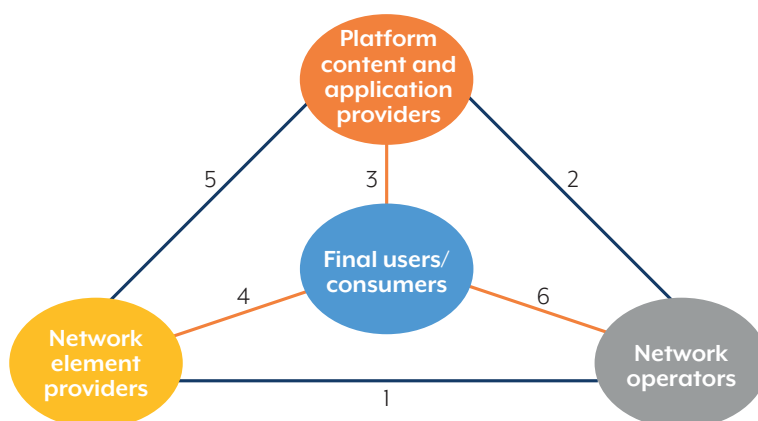 Platform
content and
application
providers
5
3
2
Final users/
consumers
4
6
Network
element
providers
Network
operators
1